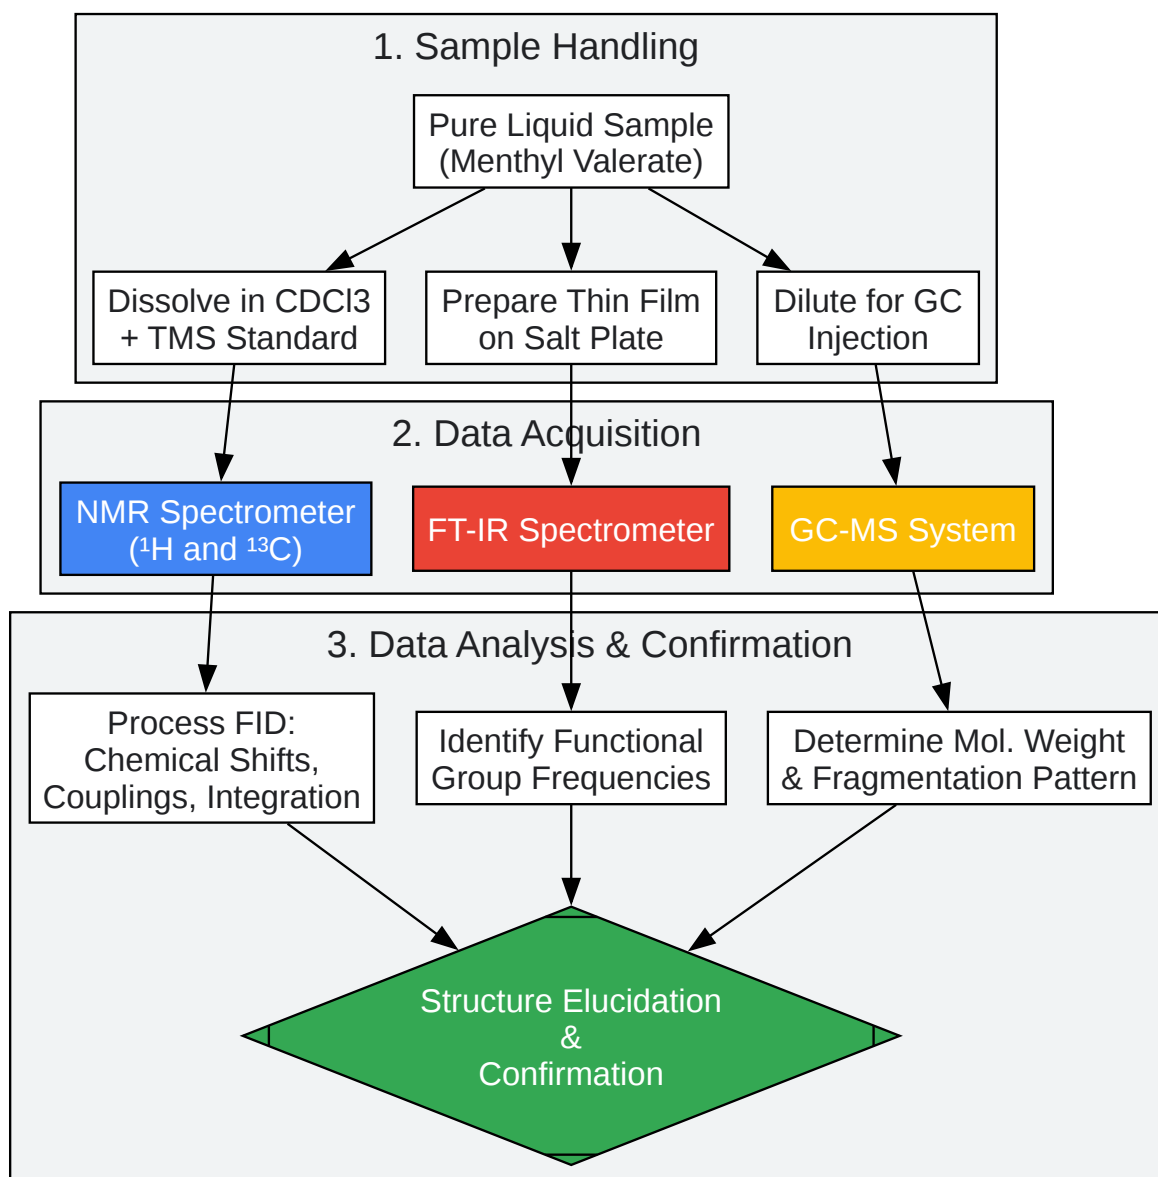 1. Sample Handling
Pure Liquid Sample
(Menthyl Valerate)
Dissolve in CDCl3
+ TMS Standard
Prepare Thin Film
on Salt Plate
Dilute for GC
Injection
2. Data Acquisition
NMR Spectrometer
(¹H and ¹³C)
FT-IR Spectrometer
GC-MS System
3. Data Analysis & Confirmation
Process FID:
Chemical Shifts,
Couplings, Integration
Identify Functional
Group Frequencies
Determine Mol. Weight
& Fragmentation Pattern
Structure Elucidation
&
Confirmation